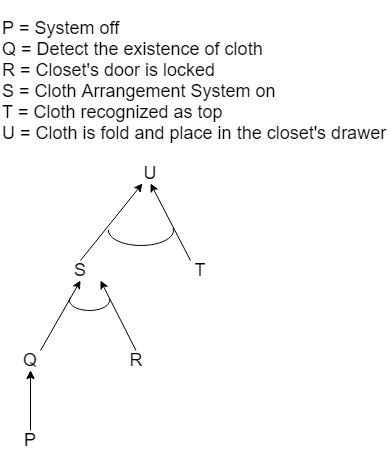 P = System off
Q = Detect the existence of cloth
R = Closet's door is locked
S = Cloth Arrangement System on
T = Cloth recognized as top
U = Cloth is fold and place in the closet's drawer
U
S T
Q R
P